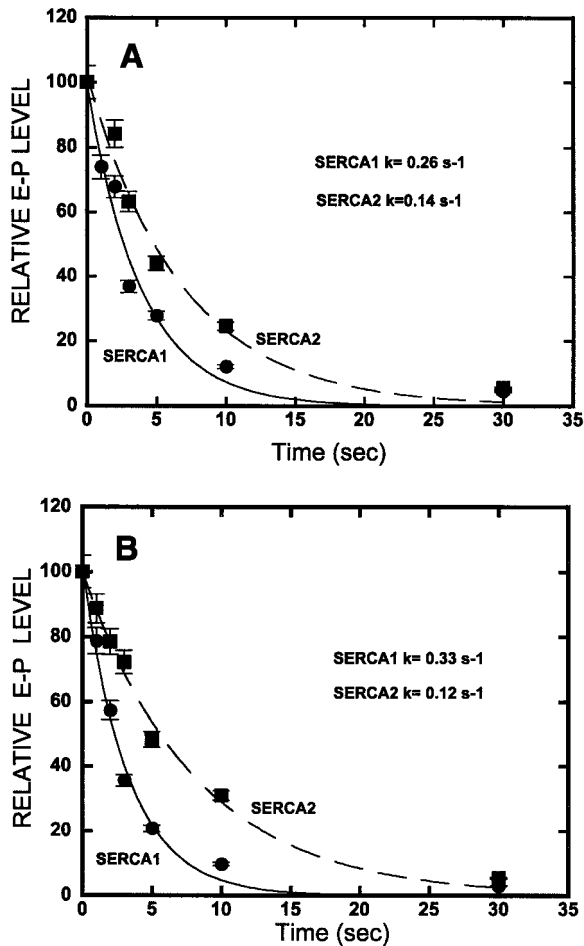 A
120
100
80
60
40
20
0
RELATIVE E-P LEVEL
SERCA1 k= 0.26 s-1
SERCA2 k=0.14 s-1
SERCA1
SERCA2
0 5 10 15 20 25 30 35
Time (sec)
B
120
100
80
60
40
20
0
RELATIVE E-P LEVEL
SERCA1 k= 0.33 s-1
SERCA2 k= 0.12 s-1
SERCA2
SERCA1
0 5 10 15 20 25 30 35
Time (sec)